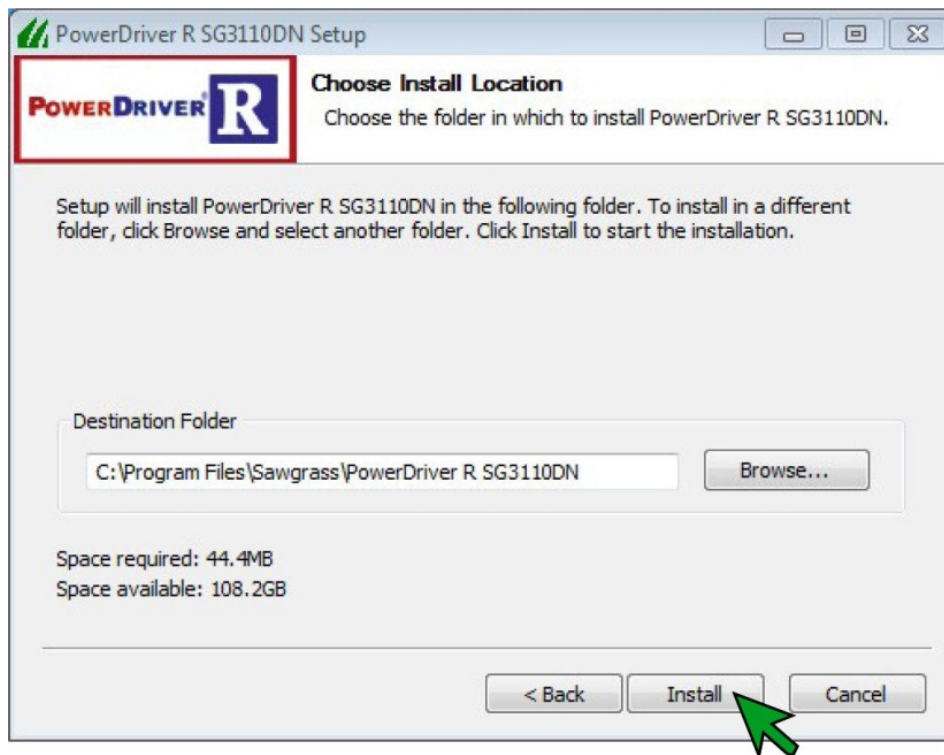 PowerDriver R SG3110DN Setup
POWERDRIVER® R
Choose Install Location
Choose the folder in which to install PowerDriver R SG3110DN.
Setup will install PowerDriver R SG3110DN in the following folder. To install in a different
folder, click Browse and select another folder. Click Install to start the installation.
Destination Folder
C:\Program Files\Sawgrass\PowerDriver R SG3110DN
Browse...
Space required: 44.4MB
Space available: 108.2GB
< Back
Install
Cancel